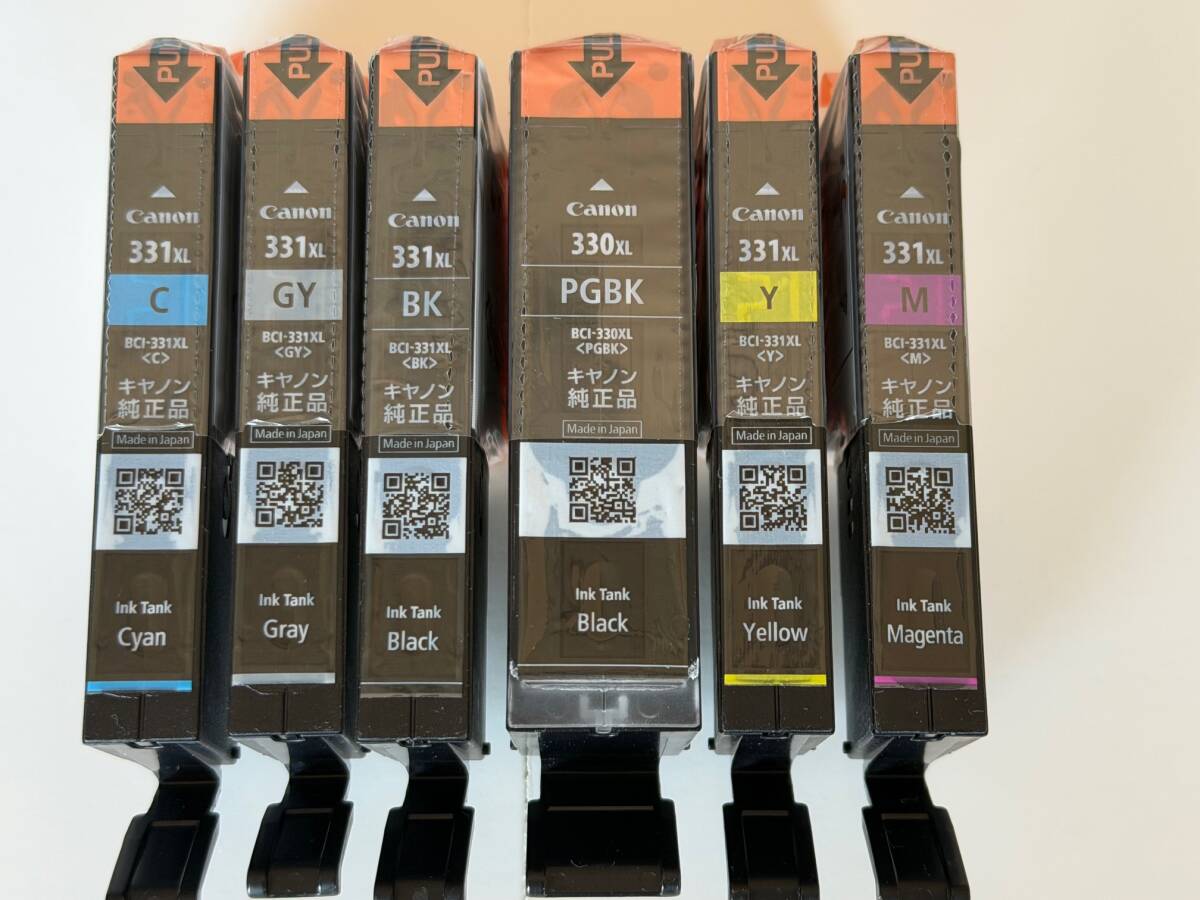 PULL
Canon
331XL
C
BCI-331XL
<C>
キヤノン
純正品
Made in Japan
Ink Tank
Cyan
PULL
Canon
331XL
GY
BCI-331XL
<GY>
キヤノン
純正品
Made in Japan
Ink Tank
Gray
PULL
Canon
331XL
BK
BCI-331XL
<BK>
キヤノン
純正品
Made in Japan
Ink Tank
Black
PULL
Canon
330XL
PGBK
BCI-330XL
<PGBK>
キヤノン
純正品
Made in Japan
Ink Tank
Black
PULL
Canon
331XL
Y
BCI-331XL
<Y>
キヤノン
純正品
Made in Japan
Ink Tank
Yellow
PULL
Canon
331XL
M
BCI-331XL
<M>
キヤノン
純正品
Made in Japan
Ink Tank
Magenta